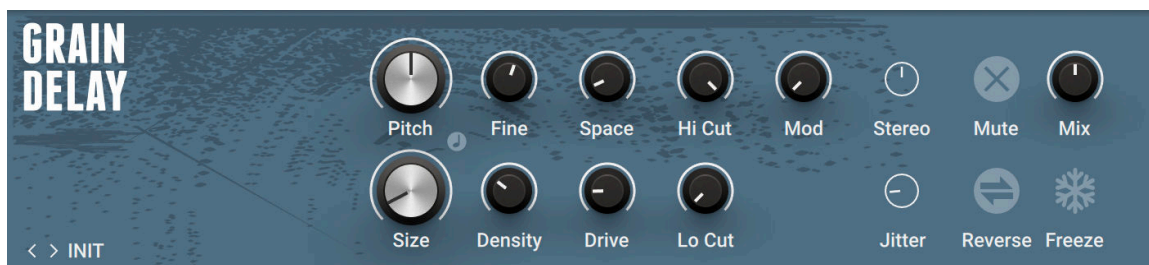 GRAIN
DELAY
Pitch Fine Space Hi Cut Mod Stereo Mute Mix
Size Density Drive Lo Cut Jitter Reverse Freeze
< > INIT